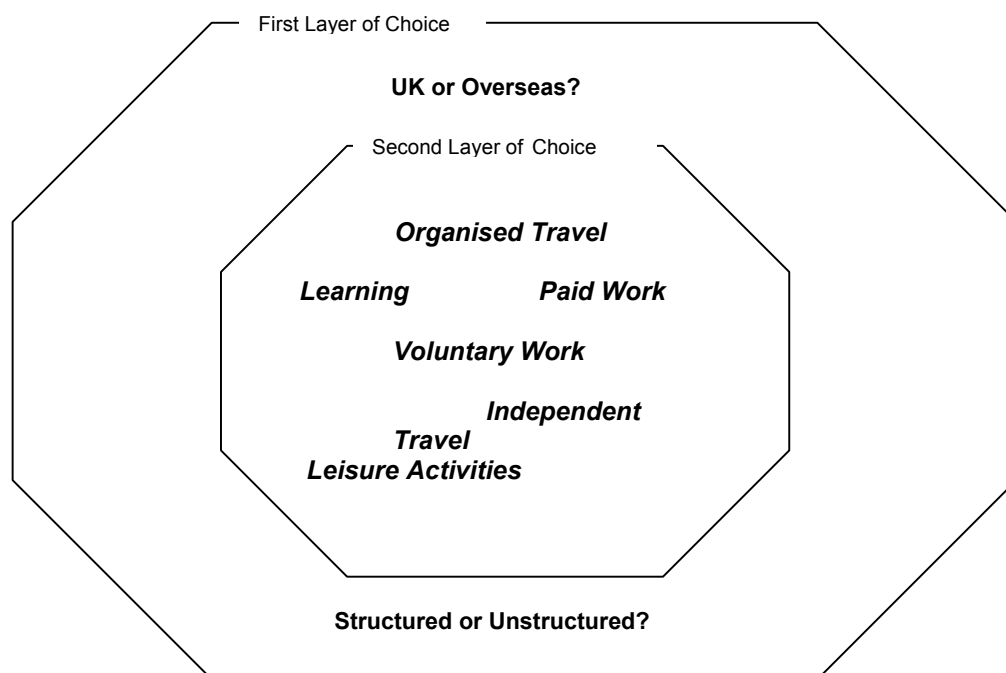 First Layer of Choice
UK or Overseas?
Second Layer of Choice
Organised Travel
Learning Paid Work
Voluntary Work
Independent
Travel
Leisure Activities
Structured or Unstructured?